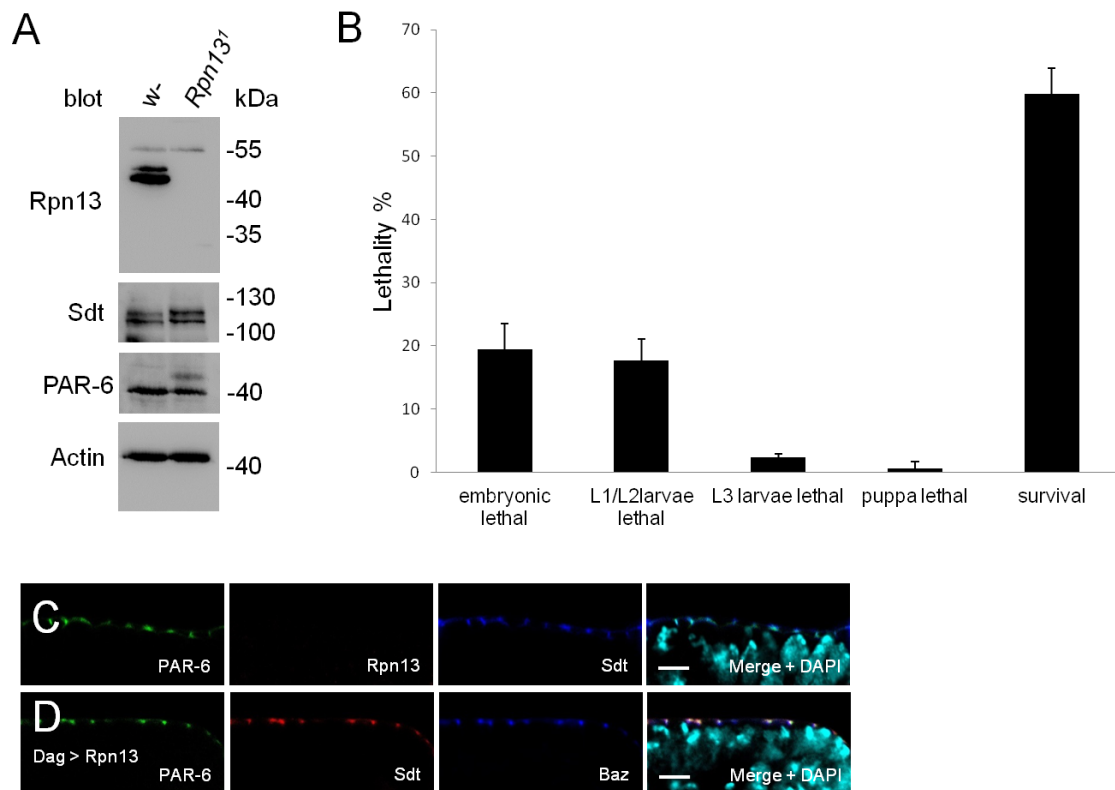 A
blot
w-
Rpn13¹
kDa
Rpn13
-55
-40
-35
Sdt
-130
-100
PAR-6
-40
Actin
-40
B
Lethality %
70
60
50
40
30
20
10
0
embryonic
lethal
L1/L2larvae
lethal
L3 larvae lethal
puppa lethal
survival
C
PAR-6
Rpn13
Sdt
Merge + DAPI
D
Dag > Rpn13
PAR-6
Sdt
Baz
Merge + DAPI